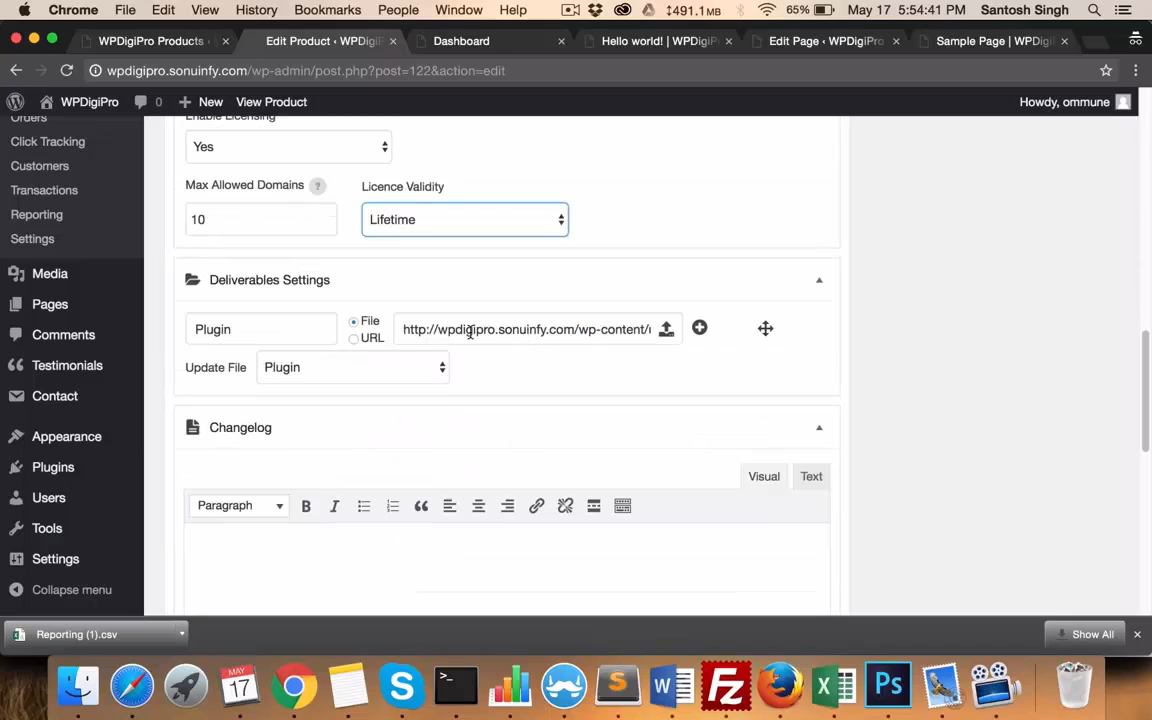 Chrome File Edit View History Bookmarks People Window Help 491.1MB 65% May 17 5:54:41 PM Santosh Singh
WPDigiPro Products Edit Product ‹ WPDigi Dashboard Hello world! | WPDigiPr Edit Page ‹ WPDigiPro Sample Page | WPDigi
wpdigipro.sonuinfy.com/wp-admin/post.php?post=122&action=edit
WPDigiPro 0 New View Product Howdy, ommune
Orders
Click Tracking
Customers
Transactions
Reporting
Settings
Media
Pages
Comments
Testimonials
Contact
Appearance
Plugins
Users
Tools
Settings
Collapse menu
Enable Licensing
Yes
Max Allowed Domains ? Licence Validity
10 Lifetime
Deliverables Settings
Plugin File http://wpdigipro.sonuinfy.com/wp-content/
URL
Update File Plugin
Changelog
Visual Text
Paragraph B I
Reporting (1).csv Show All
MAY
17